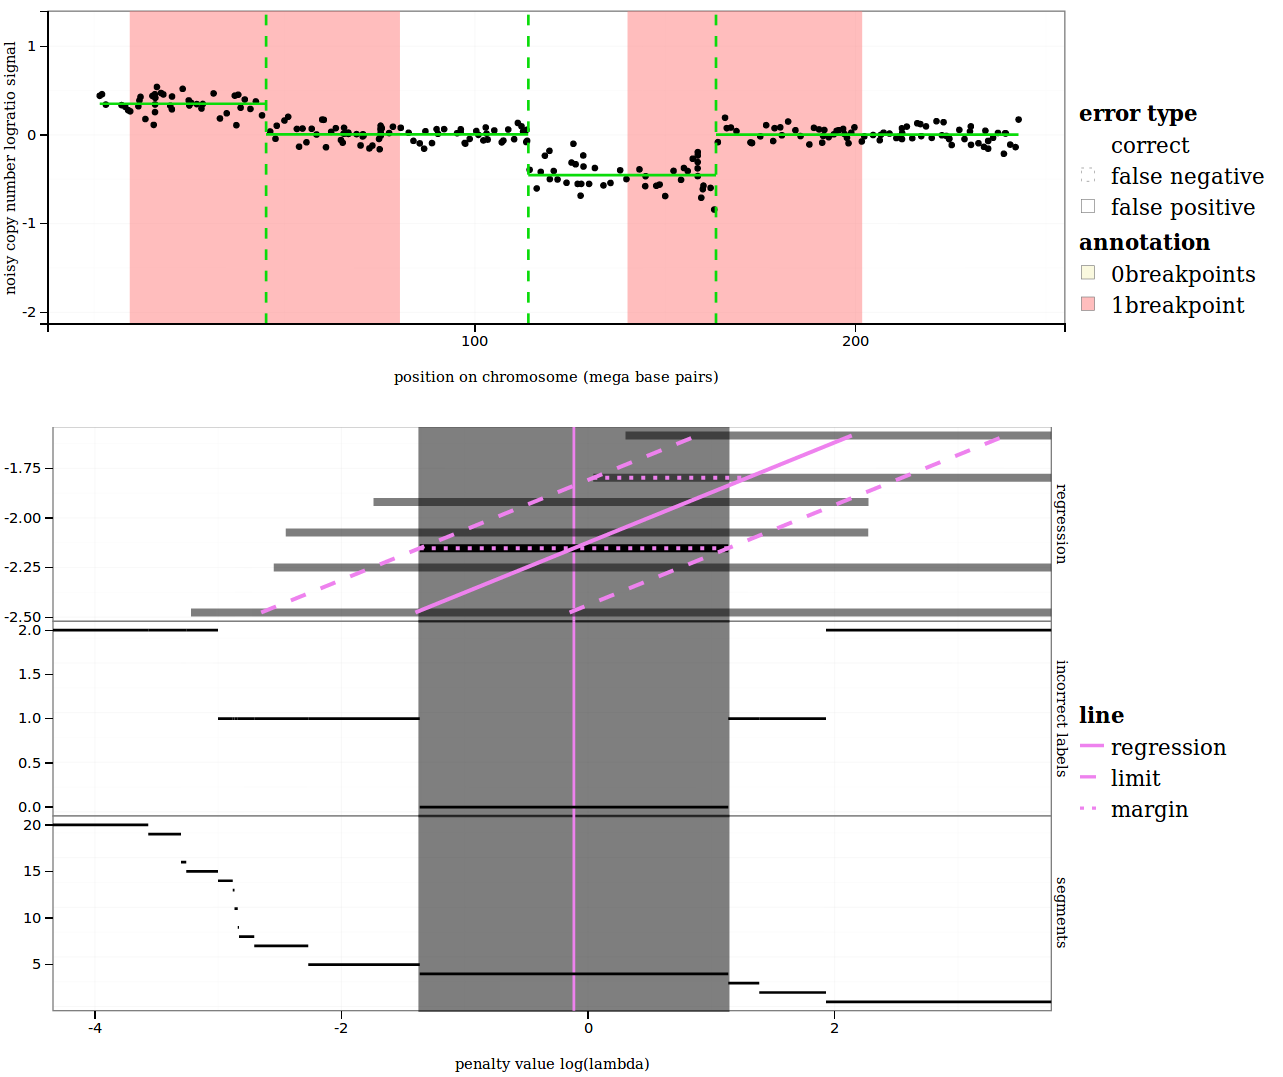 noisy copy number logratio signal
1
0
-1
-2
100
200
position on chromosome (mega base pairs)
error type
correct
false negative
false positive
annotation
0breakpoints
1breakpoint
-1.75
-2.00
-2.25
-2.50
regression
2.0
1.5
1.0
0.5
0.0
incorrect labels
20
15
10
5
segments
-4
-2
0
2
penalty value log(lambda)
line
regression
limit
margin